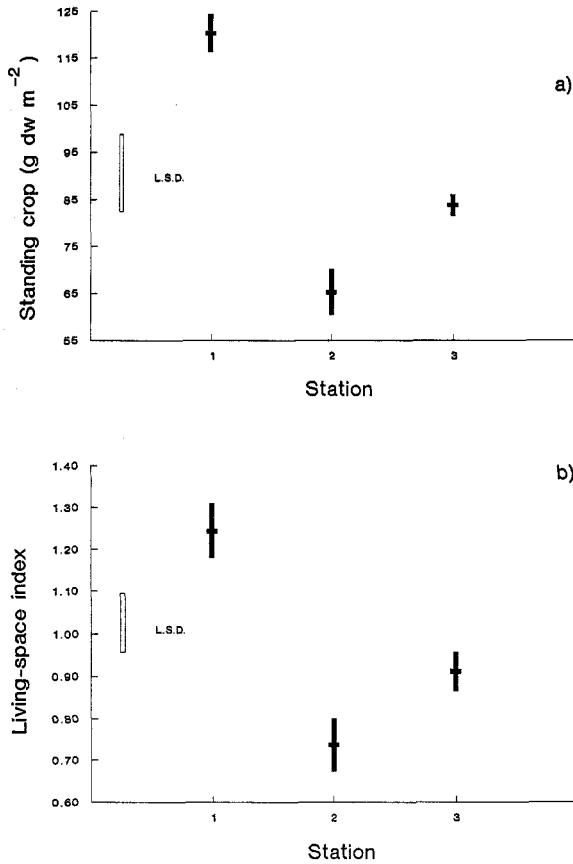 a)
Standing crop (g dw m⁻²)
125
115
105
95
85
75
65
55
L.S.D.
1
2
3
Station
b)
Living-space index
1.40
1.30
1.20
1.10
1.00
0.90
0.80
0.70
0.60
L.S.D.
1
2
3
Station